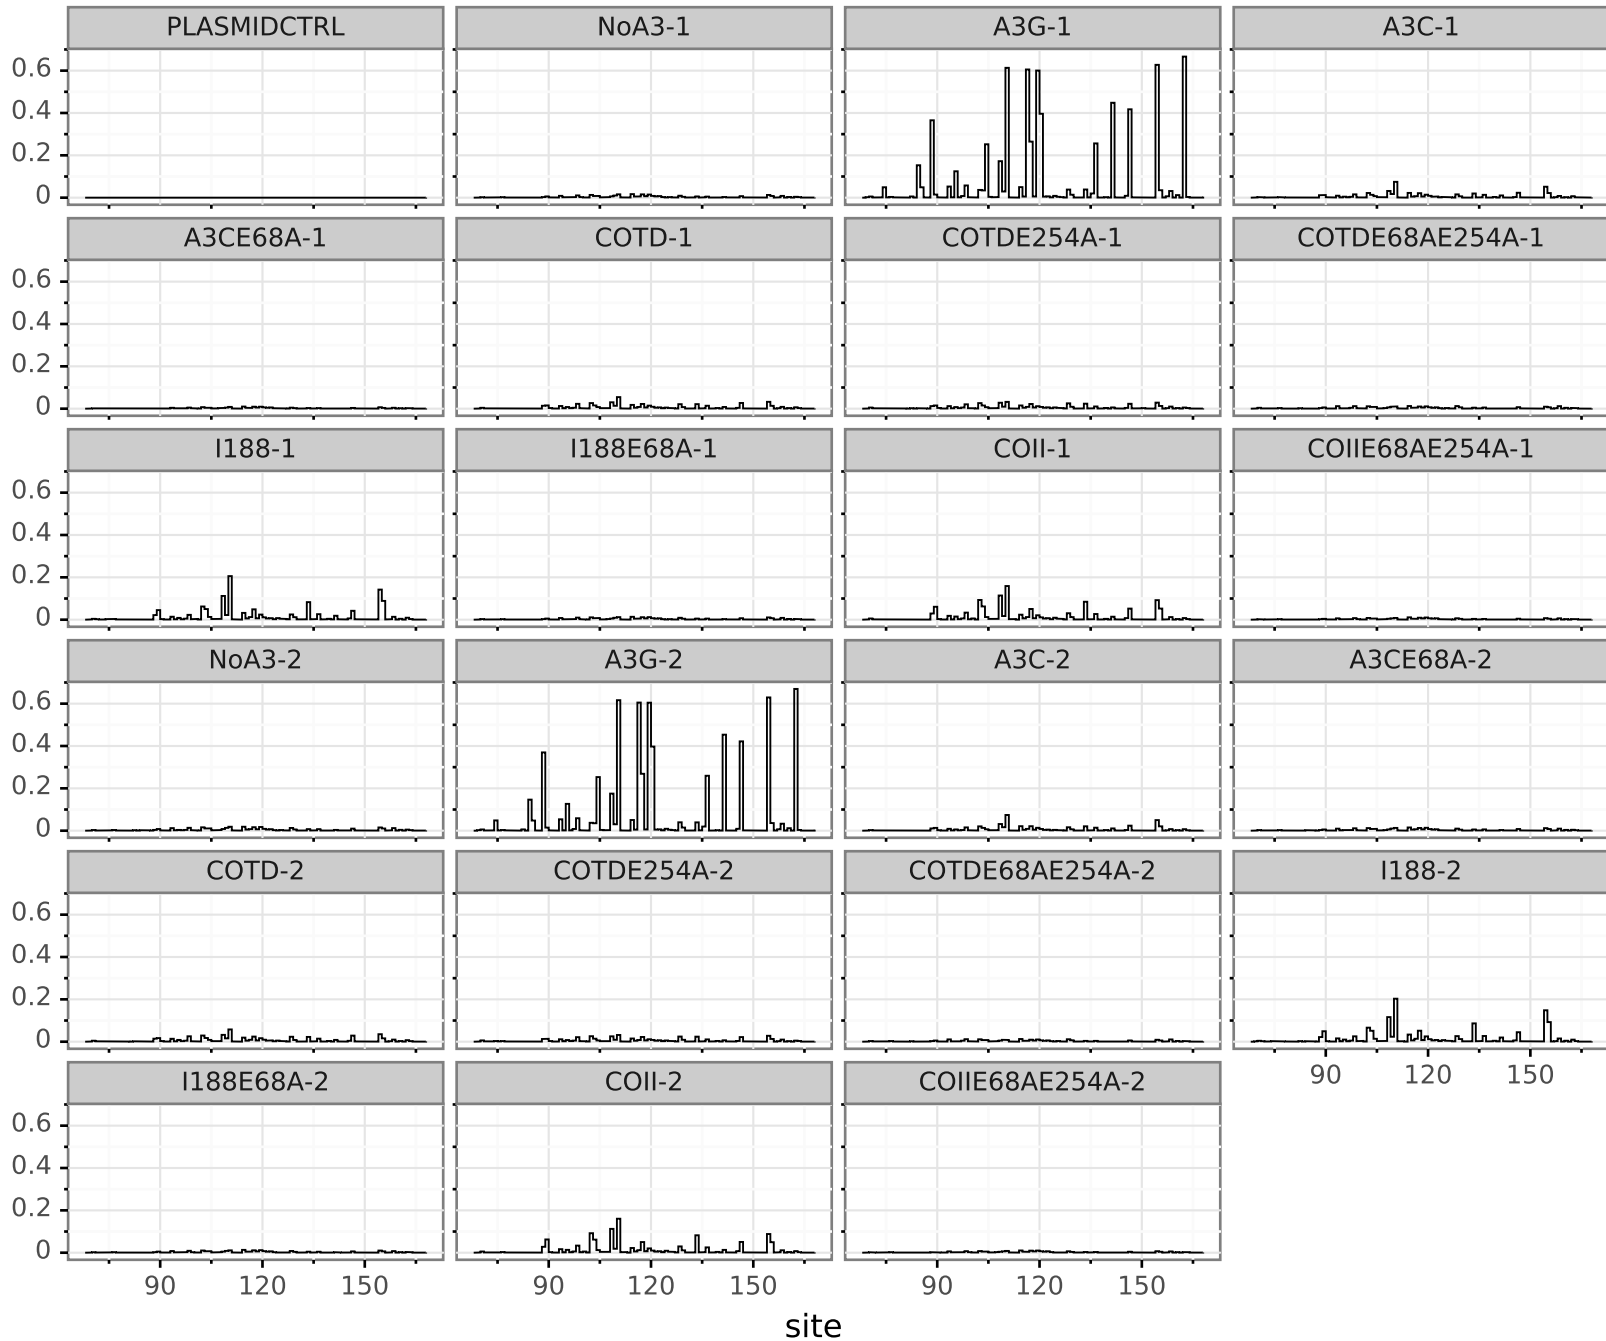 PLASMIDCTRL NoA3-1 A3G-1 A3C-1
0.6
0.4
0.2
0
A3CE68A-1 COTD-1 COTDE254A-1 COTDE68AE254A-1
0.6
0.4
0.2
0
I188-1 I188E68A-1 COII-1 COIIE68AE254A-1
0.6
0.4
0.2
0
NoA3-2 A3G-2 A3C-2 A3CE68A-2
0.6
0.4
0.2
0
COTD-2 COTDE254A-2 COTDE68AE254A-2 I188-2
0.6
0.4
0.2
0
90 120 150
I188E68A-2 COII-2 COIIE68AE254A-2
0.6
0.4
0.2
0
90 120 150 90 120 150 90 120 150
site